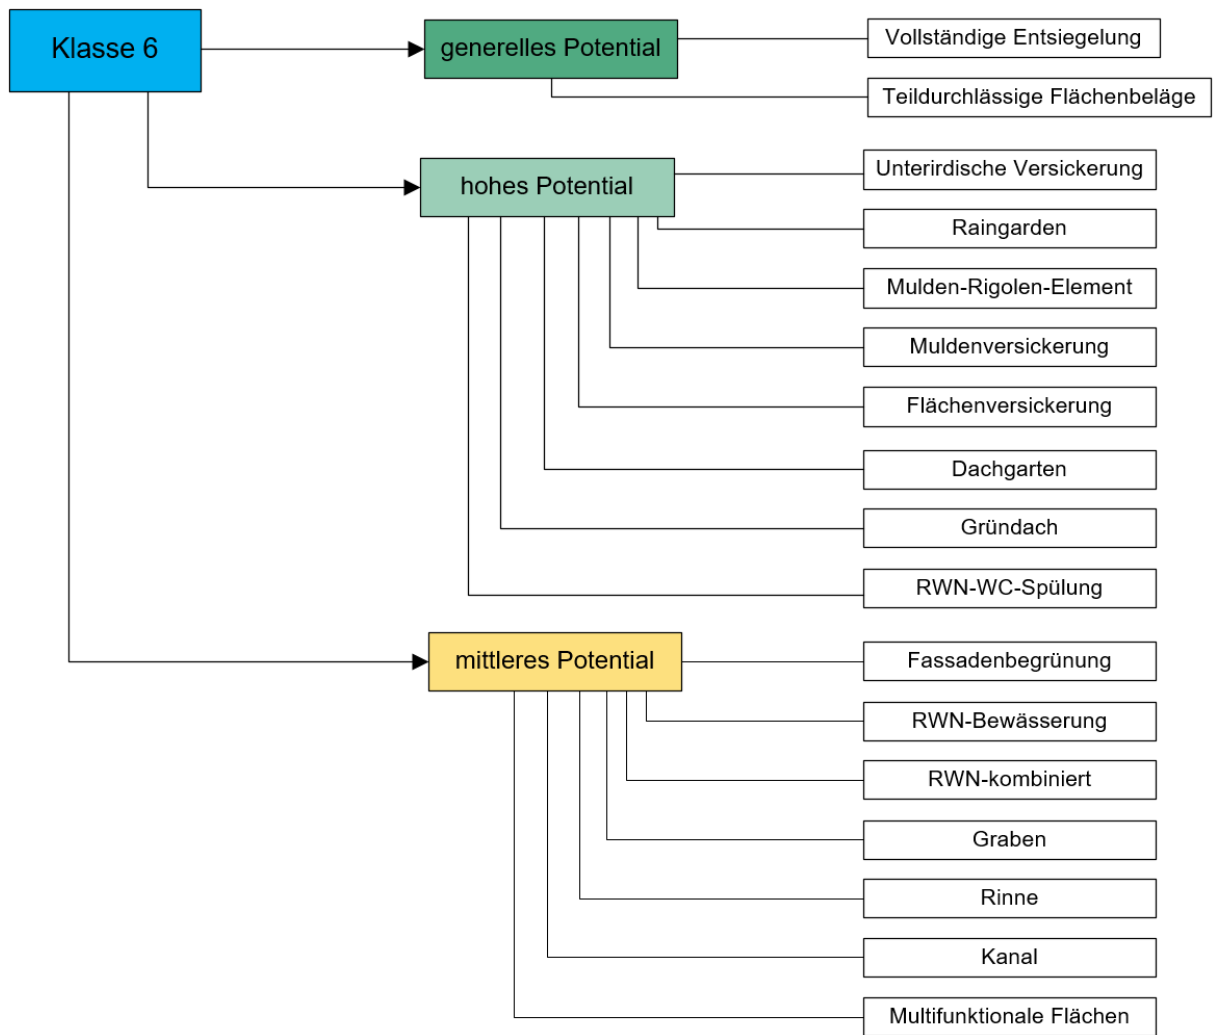 Klasse 6
generelles Potential
Vollständige Entsiegelung
Teildurchlässige Flächenbeläge
hohes Potential
Unterirdische Versickerung
Raingarden
Mulden-Rigolen-Element
Muldenversickerung
Flächenversickerung
Dachgarten
Gründach
RWN-WC-Spülung
mittleres Potential
Fassadenbegrünung
RWN-Bewässerung
RWN-kombiniert
Graben
Rinne
Kanal
Multifunktionale Flächen